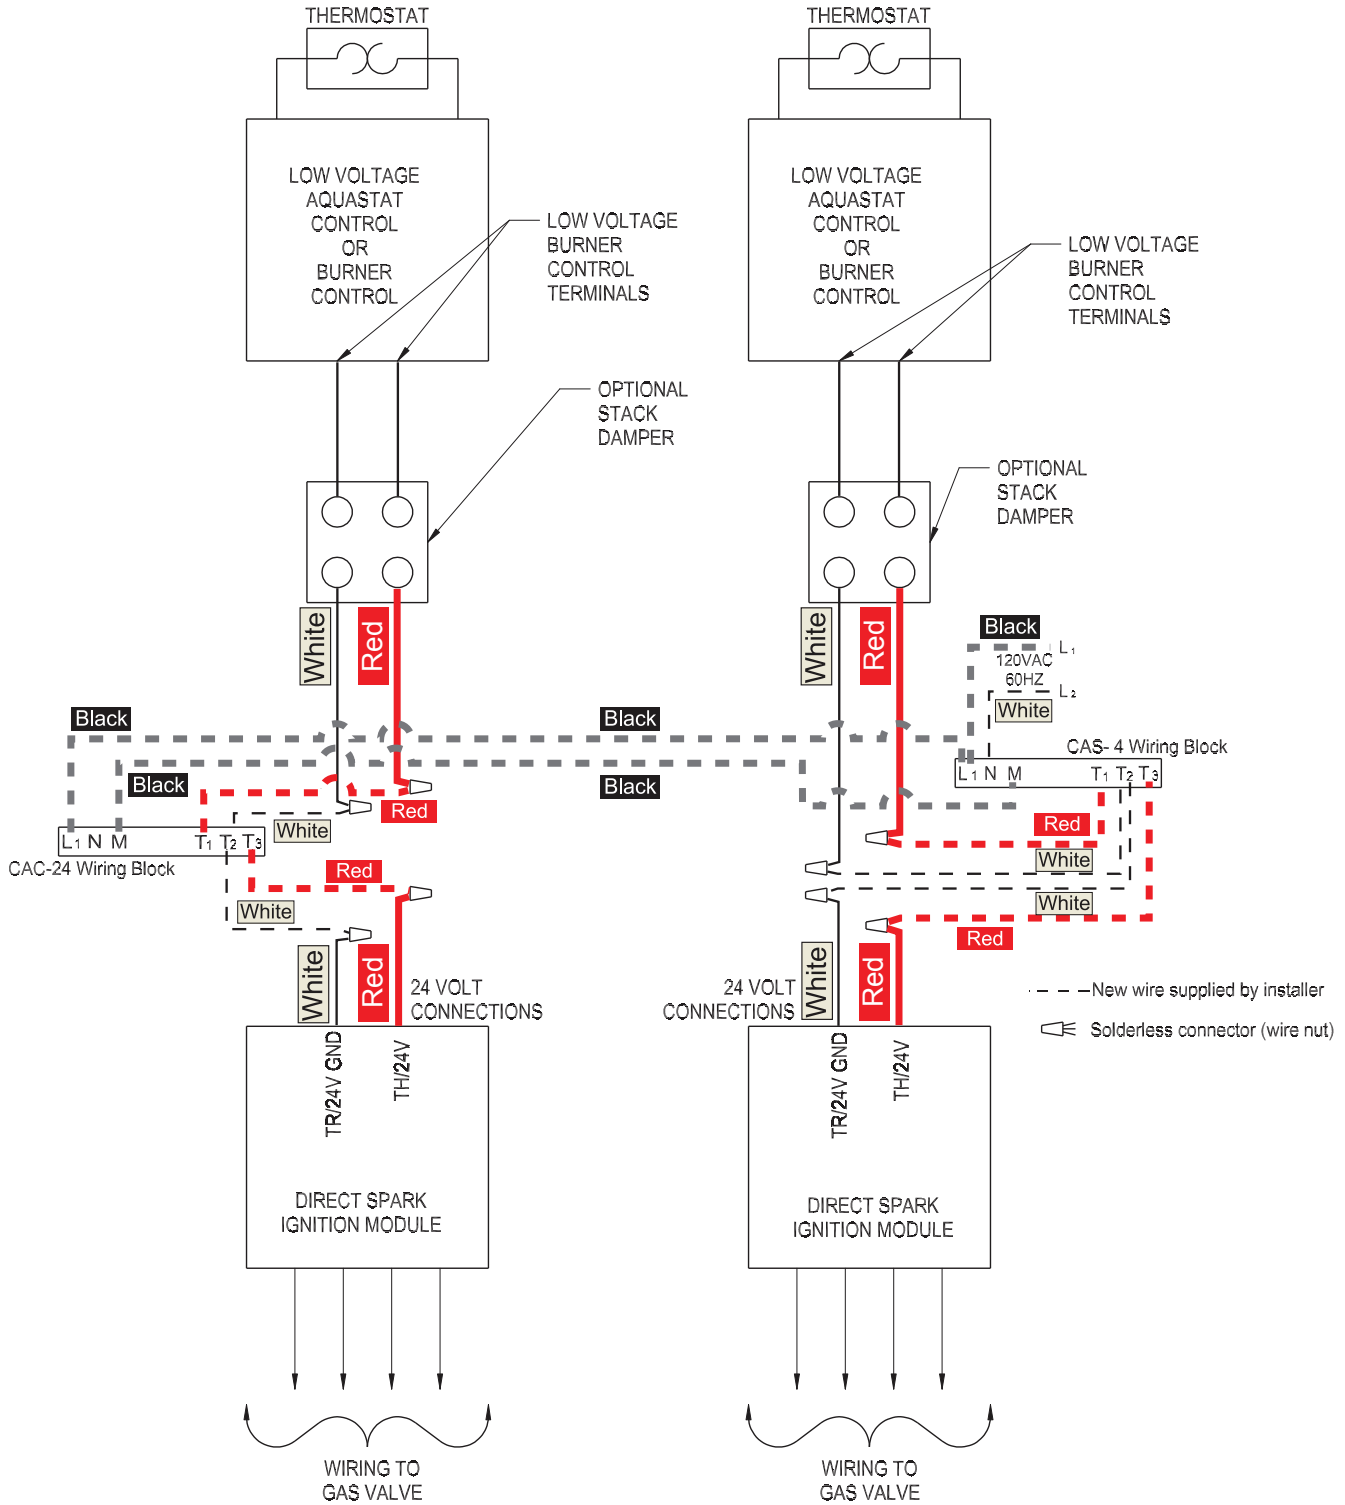 THERMOSTAT
THERMOSTAT
LOW VOLTAGE
AQUASTAT
CONTROL
OR
BURNER
CONTROL
LOW VOLTAGE
BURNER
CONTROL
TERMINALS
LOW VOLTAGE
AQUASTAT
CONTROL
OR
BURNER
CONTROL
LOW VOLTAGE
BURNER
CONTROL
TERMINALS
OPTIONAL
STACK
DAMPER
OPTIONAL
STACK
DAMPER
White
Red
White
Red
Black
L1
120VAC
60HZ
L2
White
Black
Black
CAS- 4 Wiring Block
L1 N M T1 T2 T3
Black
Black
Red
White
L1 N M T1 T2 T3
CAC-24 Wiring Block
Red
White
Red
White
White
Red
White
Red
24 VOLT
CONNECTIONS
24 VOLT
CONNECTIONS
White
Red
New wire supplied by installer
Solderless connector (wire nut)
TR/24V GND
TH/24V
TR/24V GND
TH/24V
DIRECT SPARK
IGNITION MODULE
DIRECT SPARK
IGNITION MODULE
WIRING TO
GAS VALVE
WIRING TO
GAS VALVE